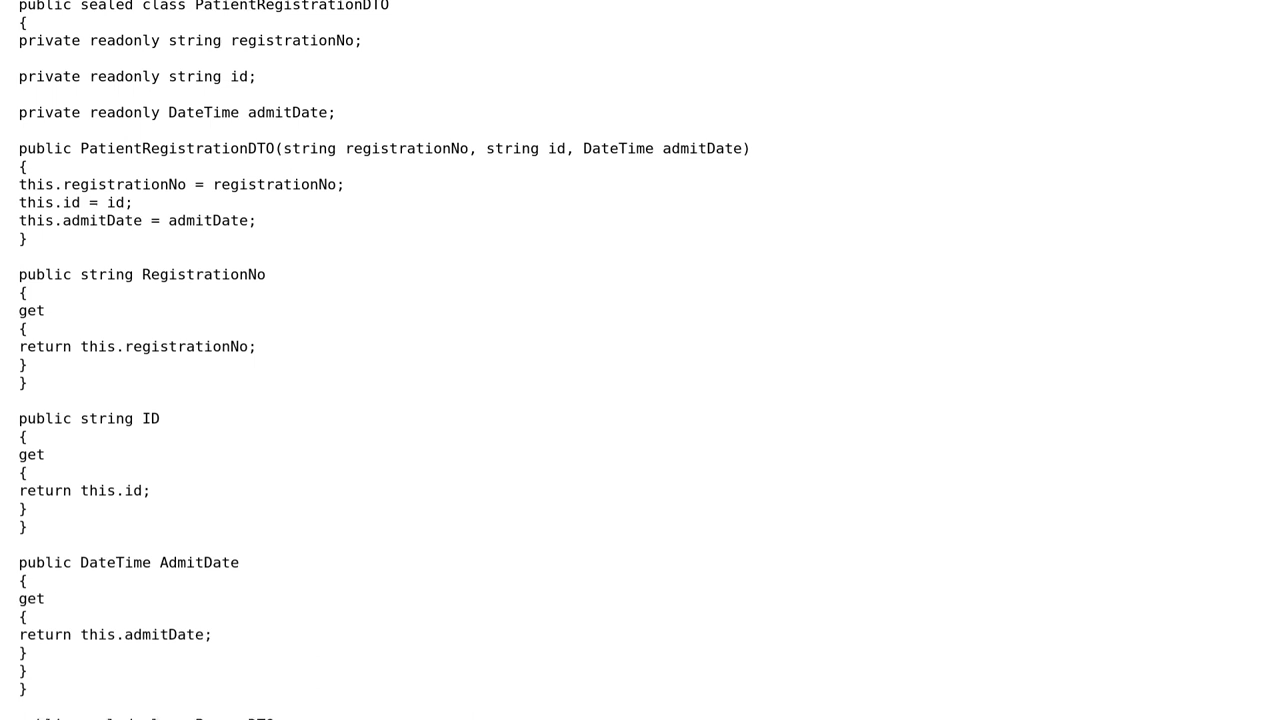 public sealed class PatientRegistrationDTO
{
private readonly string registrationNo;
private readonly string id;
private readonly DateTime admitDate;
public PatientRegistrationDTO(string registrationNo, string id, DateTime admitDate)
{
this.registrationNo = registrationNo;
this.id = id;
this.admitDate = admitDate;
}
public string RegistrationNo
{
get
{
return this.registrationNo;
}
}
public string ID
{
get
{
return this.id;
}
}
public DateTime AdmitDate
{
get
{
return this.admitDate;
}
}
}